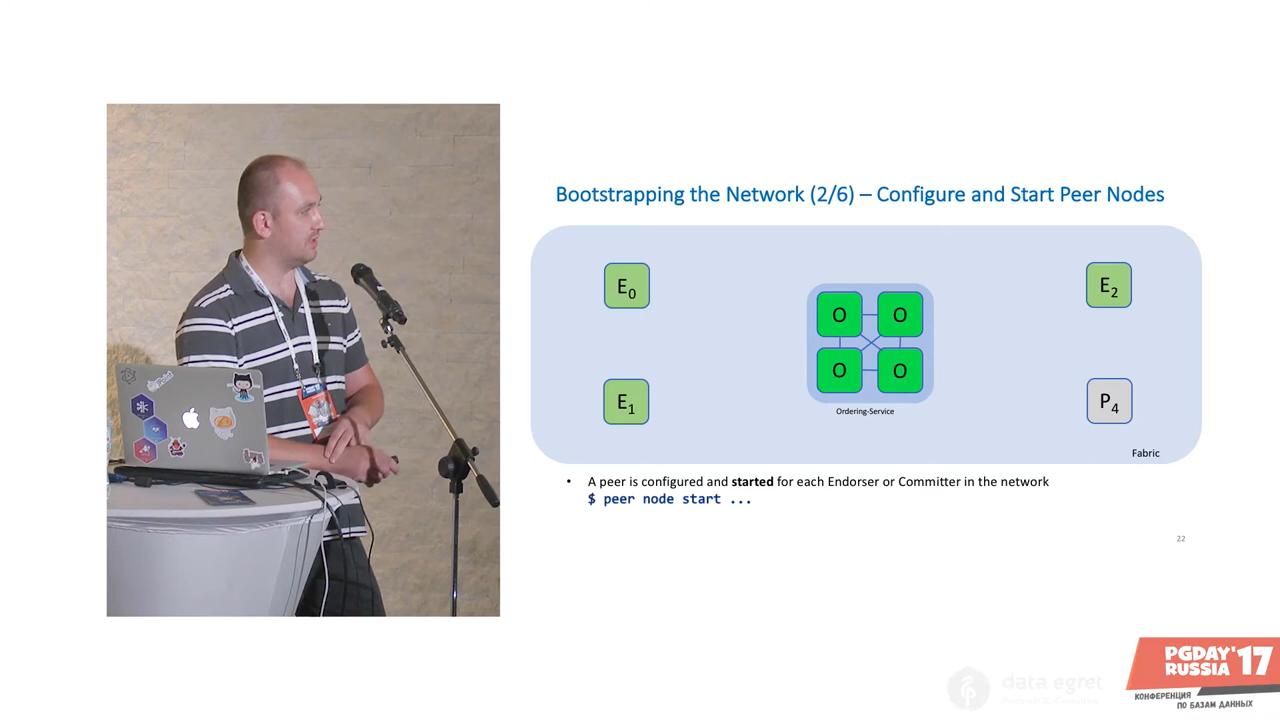 Bootstrapping the Network (2/6) – Configure and Start Peer Nodes
E0
E2
O O
O O
E1
P4
Ordering-Service
Fabric
• A peer is configured and started for each Endorser or Committer in the network
$ peer node start ...
22
PGDAY'17
RUSSIA
КОНФЕРЕНЦИЯ
ПО БАЗАМ ДАННЫХ
data egret